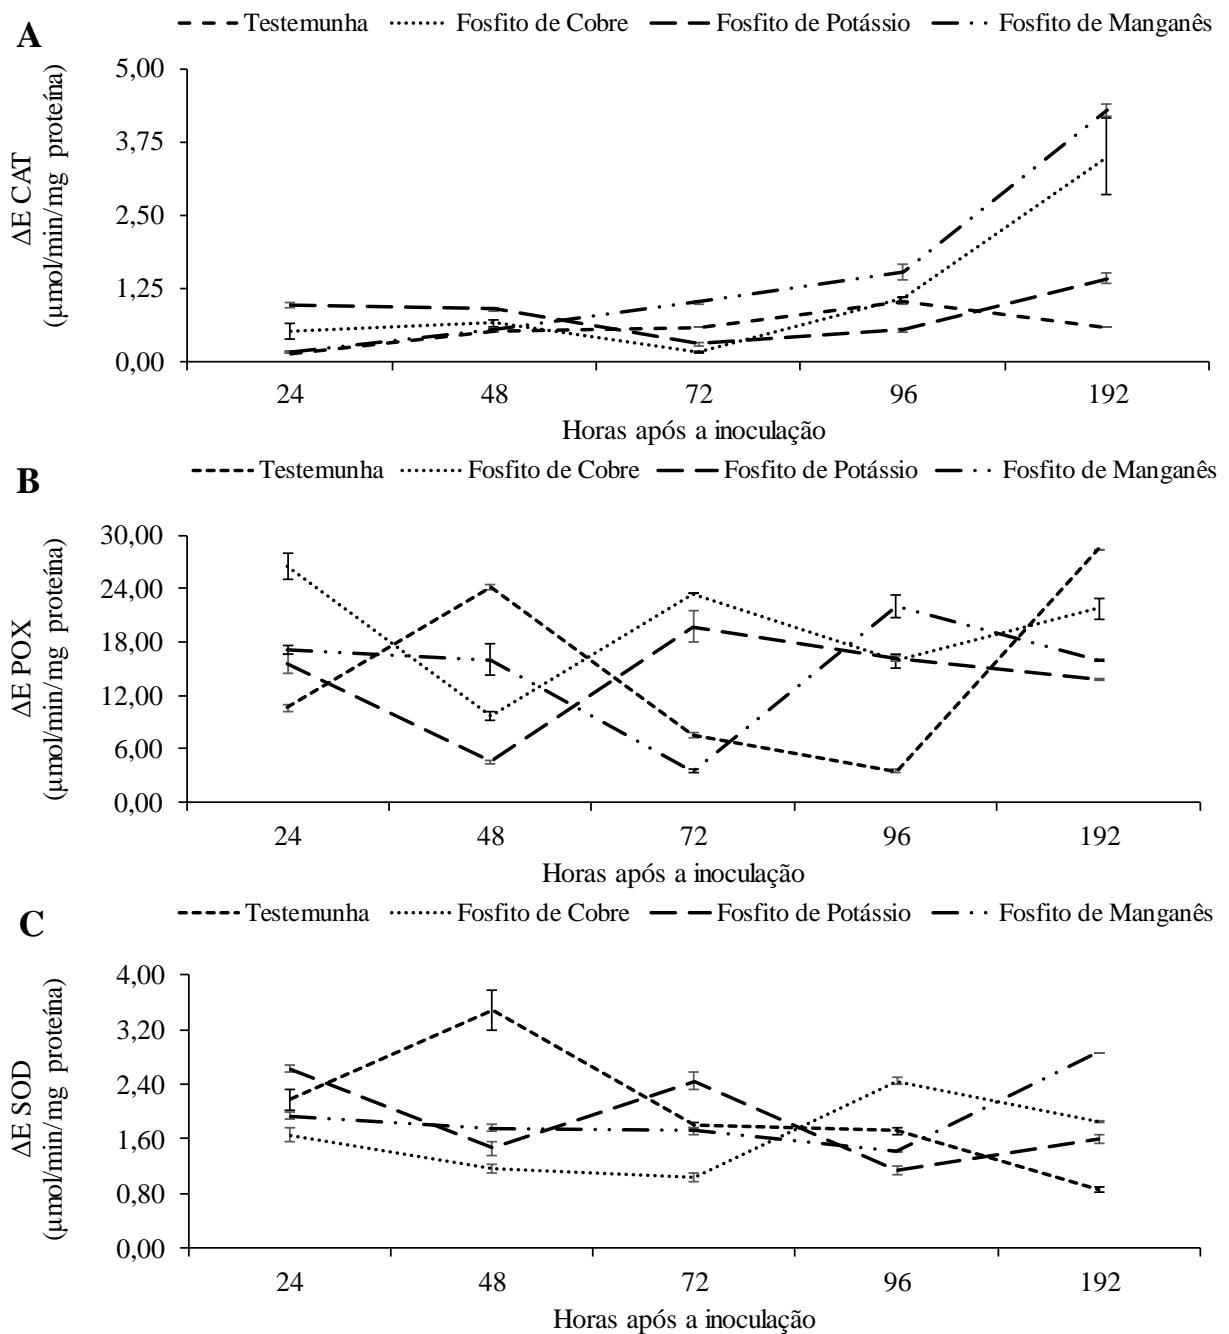 A
Testemunha Fosfito de Cobre Fosfito de Potássio Fosfito de Manganês
5,00
3,75
2,50
1,25
0,00
ΔE CAT
(µmol/min/mg proteína)
24 48 72 96 192
Horas após a inoculação
B
Testemunha Fosfito de Cobre Fosfito de Potássio Fosfito de Manganês
30,00
24,00
18,00
12,00
6,00
0,00
ΔE POX
(µmol/min/mg proteína)
24 48 72 96 192
Horas após a inoculação
C
Testemunha Fosfito de Cobre Fosfito de Potássio Fosfito de Manganês
4,00
3,20
2,40
1,60
0,80
0,00
ΔE SOD
(µmol/min/mg proteína)
24 48 72 96 192
Horas após a inoculação